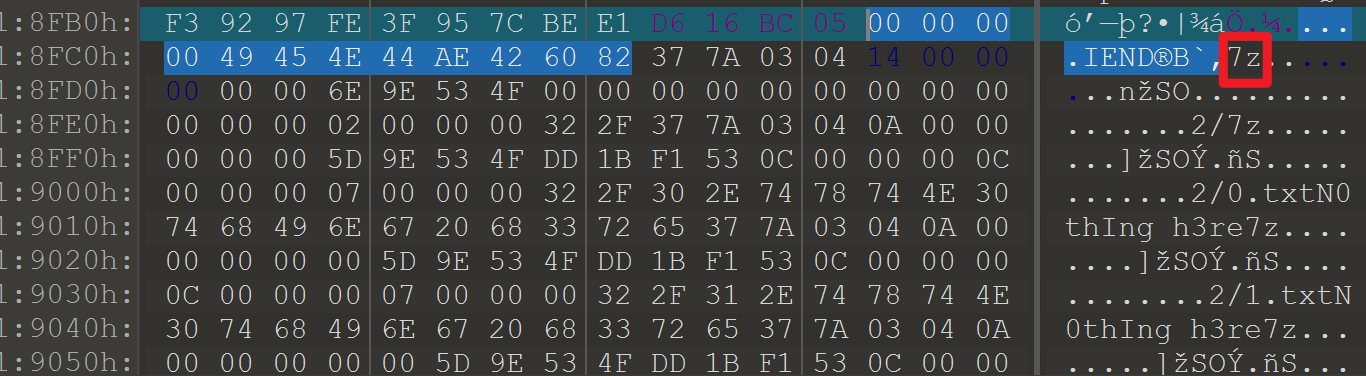 1:8FB0h: F3 92 97 FE 3F 95 7C BE E1 D6 16 BC 05 00 00 00 ó’—þ?•|¾áÖ.¼....
1:8FC0h: 00 49 45 4E 44 AE 42 60 82 37 7A 03 04 14 00 00 .IEND®B`‚7z.....
1:8FD0h: 00 00 00 6E 9E 53 4F 00 00 00 00 00 00 00 00 00 ...nžSO.........
1:8FE0h: 00 00 00 02 00 00 00 32 2F 37 7A 03 04 0A 00 00 .......2/7z.....
1:8FF0h: 00 00 00 5D 9E 53 4F DD 1B F1 53 0C 00 00 00 0C ...]žSOÝ.ñS.....
1:9000h: 00 00 00 07 00 00 00 32 2F 30 2E 74 78 74 4E 30 .......2/0.txtN0
1:9010h: 74 68 49 6E 67 20 68 33 72 65 37 7A 03 04 0A 00 thIng h3re7z....
1:9020h: 00 00 00 00 5D 9E 53 4F DD 1B F1 53 0C 00 00 00 ....]žSOÝ.ñS....
1:9030h: 0C 00 00 00 07 00 00 00 32 2F 31 2E 74 78 74 4E ........2/1.txtN
1:9040h: 30 74 68 49 6E 67 20 68 33 72 65 37 7A 03 04 0A 0thIng h3re7z...
1:9050h: 00 00 00 00 00 5D 9E 53 4F DD 1B F1 53 0C 00 00 .....]žSOÝ.ñS...